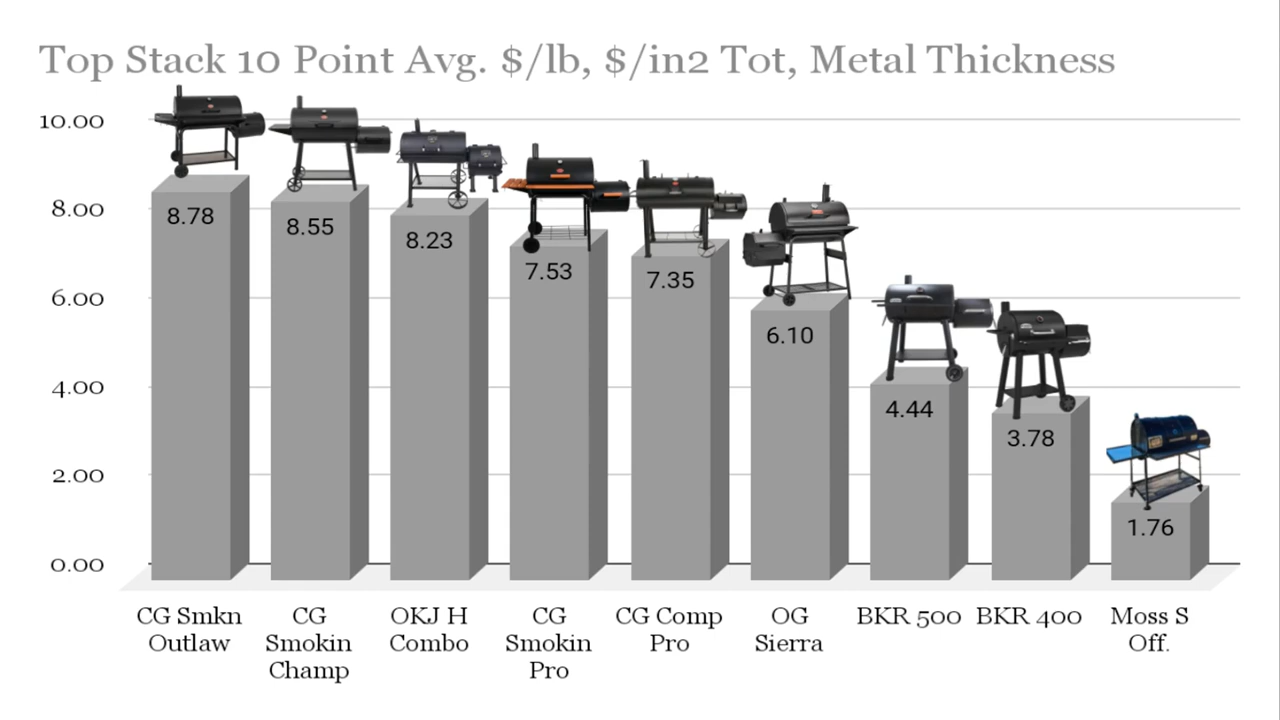 Top Stack 10 Point Avg. $/lb, $/in2 Tot, Metal Thickness
10.00
8.00
6.00
4.00
2.00
0.00
8.78
8.55
8.23
7.53
7.35
6.10
4.44
3.78
1.76
CG Smkn
Outlaw
CG
Smokin
Champ
OKJ H
Combo
CG
Smokin
Pro
CG Comp
Pro
OG
Sierra
BKR 500
BKR 400
Moss S
Off.